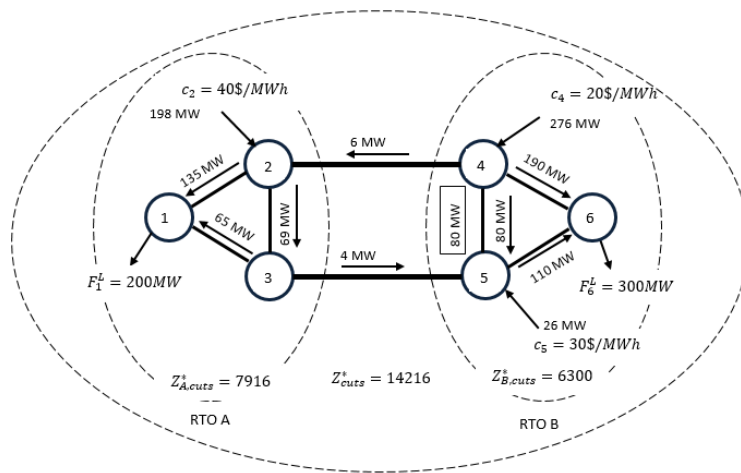 c₂ = 40$/MWh
198 MW
c₄ = 20$/MWh
276 MW
6 MW
135 MW
2
4
190 MW
1
65 MW
69 MW
80 MW
80 MW
6
110 MW
3
4 MW
5
F₁ᴸ = 200MW
F₆ᴸ = 300MW
26 MW
c₅ = 30$/MWh
Z*A,cuts = 7916
Z*cuts = 14216
Z*B,cuts = 6300
RTO A
RTO B